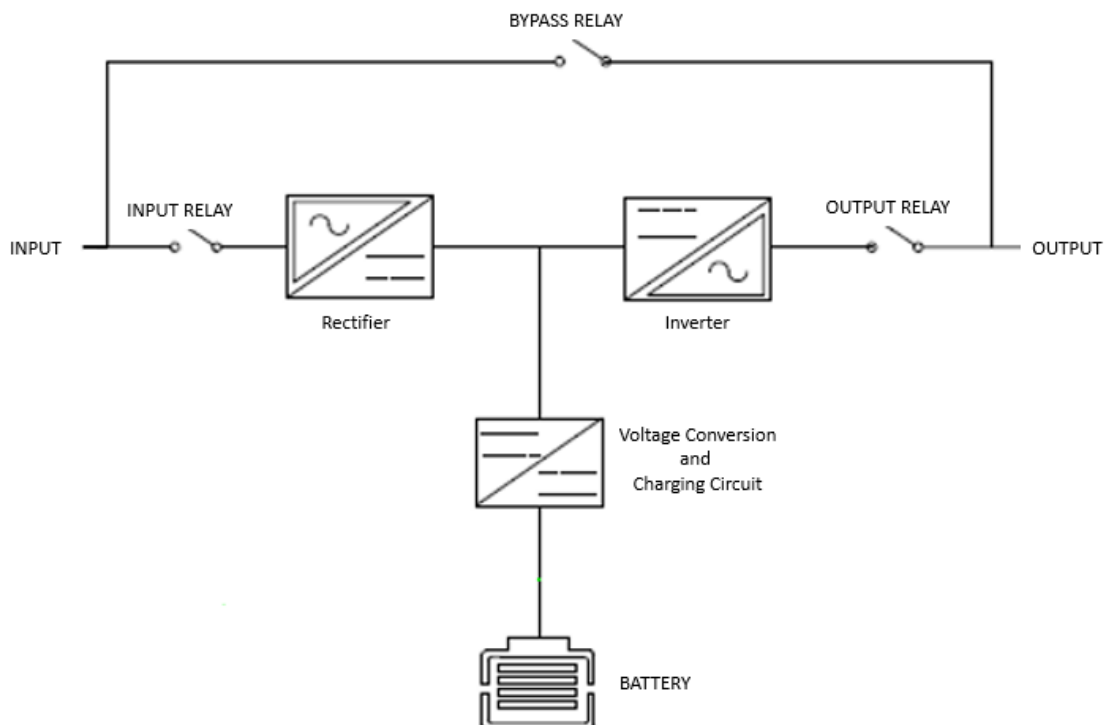 BYPASS RELAY
INPUT RELAY
OUTPUT RELAY
INPUT
OUTPUT
Rectifier
Inverter
Voltage Conversion
and
Charging Circuit
BATTERY